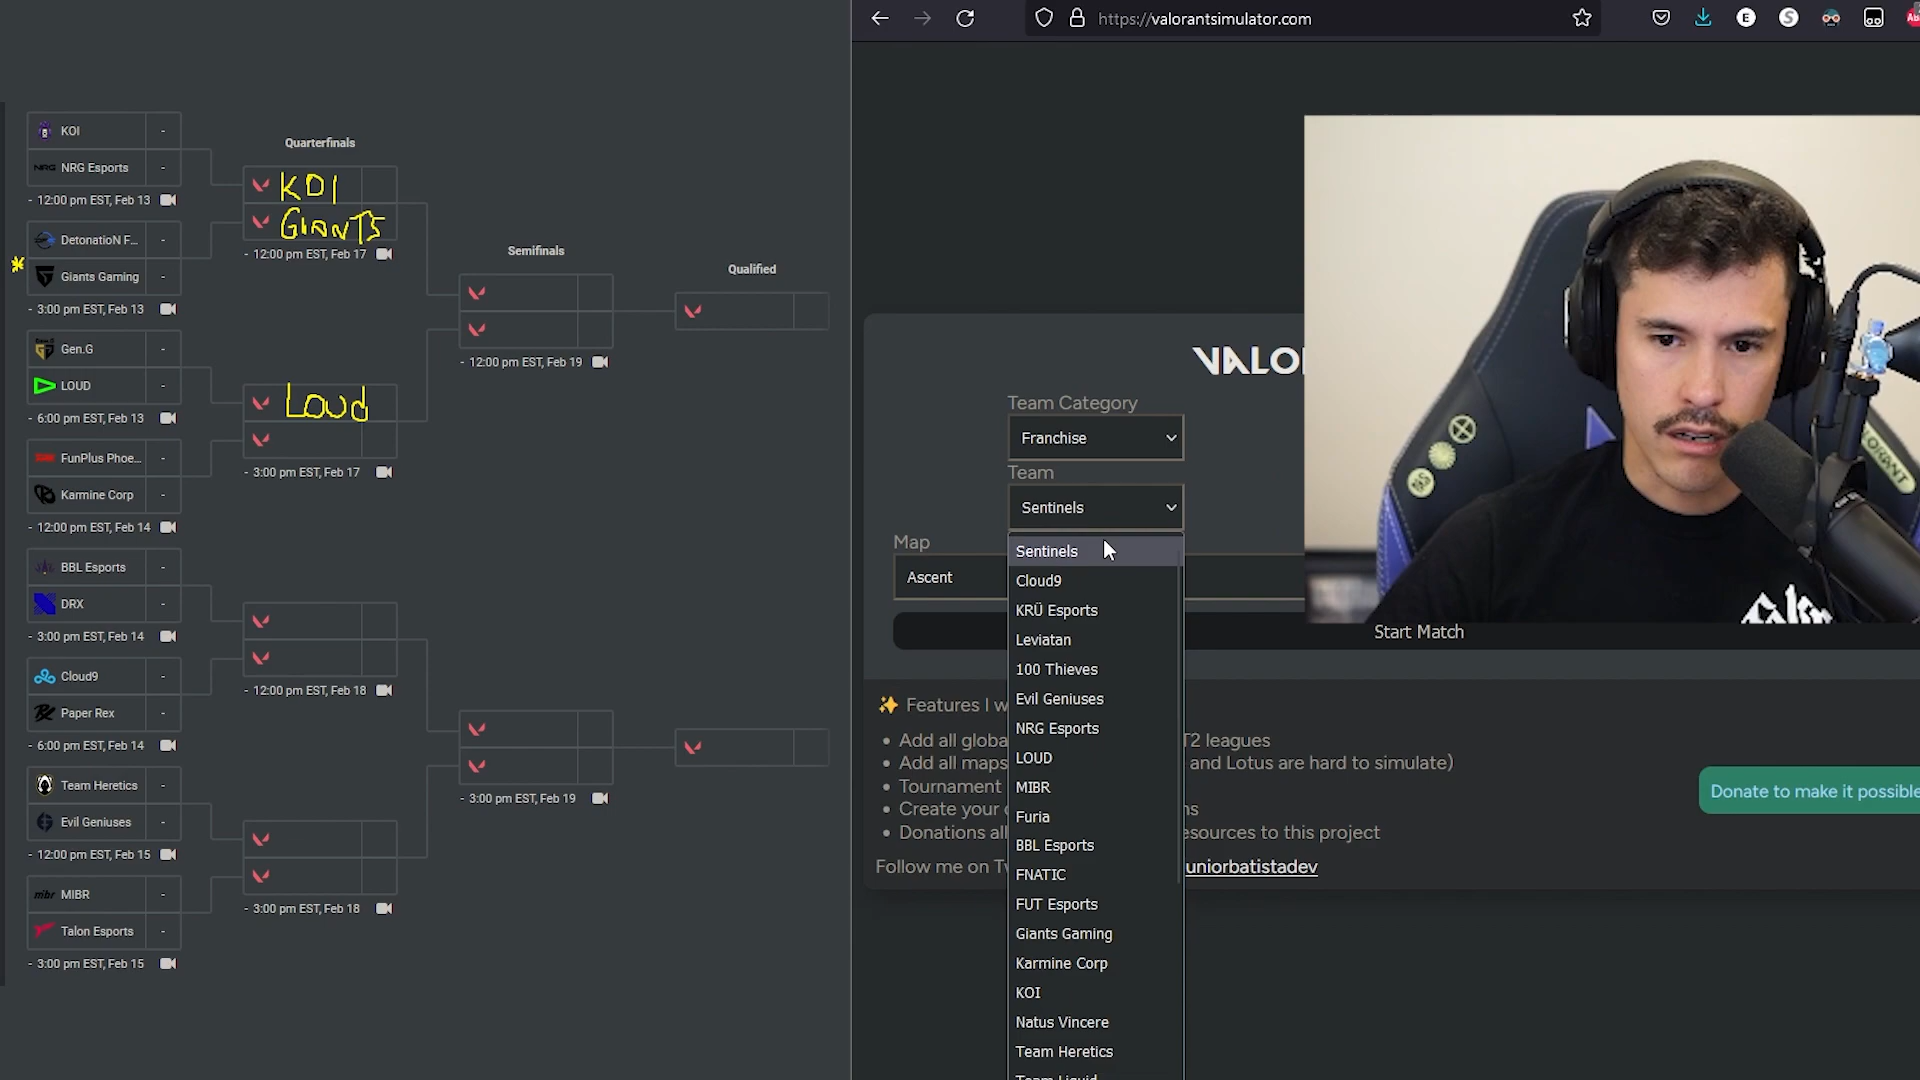 https://valorantsimulator.com
KOI -
NRG Esports -
- 12:00 pm EST, Feb 13
DetonatioN F... -
Giants Gaming -
- 3:00 pm EST, Feb 13
Gen.G -
LOUD -
- 6:00 pm EST, Feb 13
FunPlus Phoe... -
Karmine Corp -
- 12:00 pm EST, Feb 14
BBL Esports -
DRX -
- 3:00 pm EST, Feb 14
Cloud9 -
Paper Rex -
- 6:00 pm EST, Feb 14
Team Heretics -
Evil Geniuses -
- 12:00 pm EST, Feb 15
MIBR -
Talon Esports -
- 3:00 pm EST, Feb 15
Quarterfinals
KOI
GIANTS
- 12:00 pm EST, Feb 17
Loud
- 3:00 pm EST, Feb 17
- 12:00 pm EST, Feb 18
- 3:00 pm EST, Feb 18
Semifinals
- 12:00 pm EST, Feb 19
- 3:00 pm EST, Feb 19
Qualified
VALO
Team Category
Franchise
Team
Sentinels
Map
Ascent
Sentinels
Cloud9
KRÜ Esports
Leviatan
100 Thieves
Evil Geniuses
NRG Esports
LOUD
MIBR
Furia
BBL Esports
FNATIC
FUT Esports
Giants Gaming
Karmine Corp
KOI
Natus Vincere
Team Heretics
Team Liquid
Start Match
✨ Features I w
• Add all globa T2 leagues
• Add all maps and Lotus are hard to simulate)
• Tournament
• Create your ns
• Donations all esources to this project
Follow me on Tw uniorbatistadev
Donate to make it possible